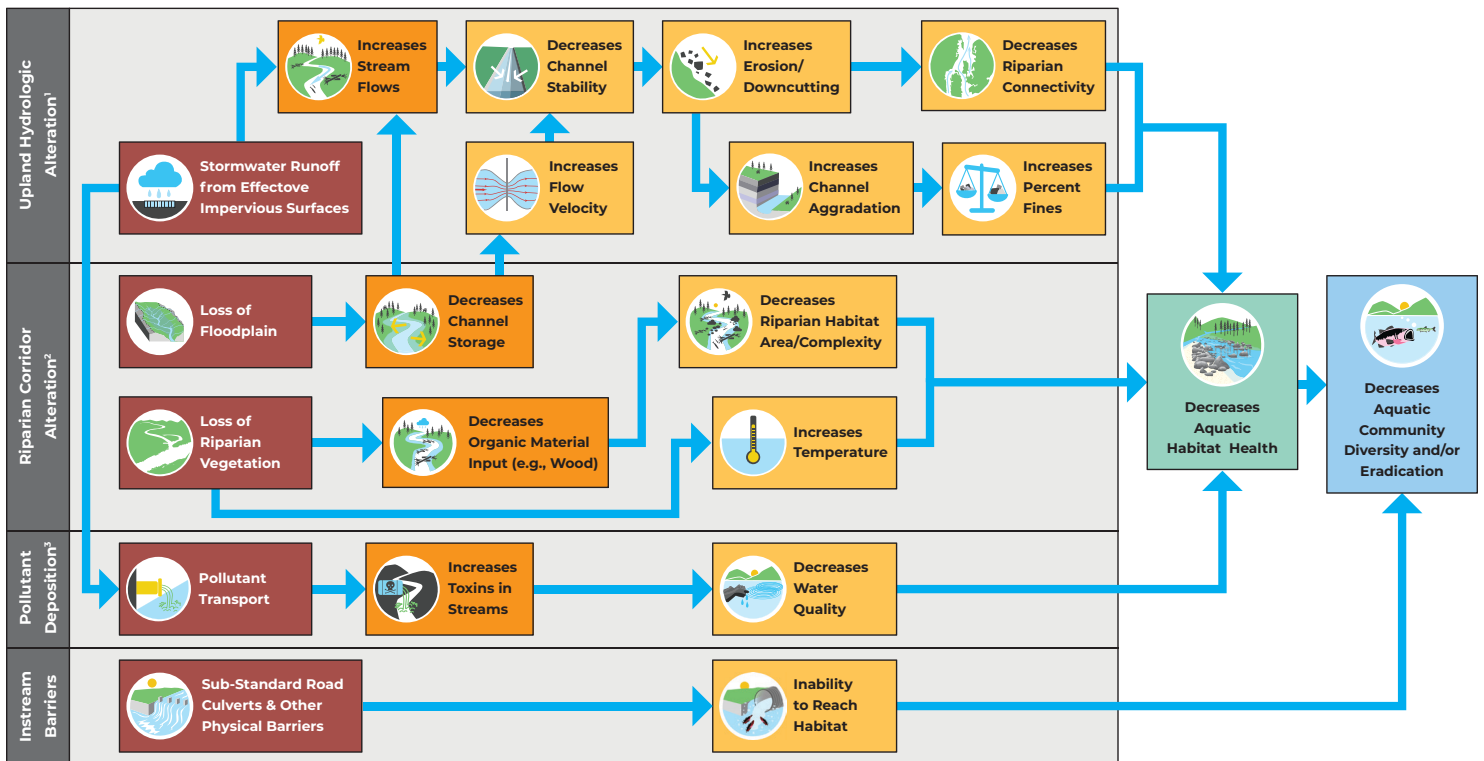 Upland Hydrologic
Alteration¹
Increases
Stream
Flows
Decreases
Channel
Stability
Increases
Erosion/
Downcutting
Decreases
Riparian
Connectivity
Stormwater Runoff
from Effectove
Impervious Surfaces
Increases
Flow
Velocity
Increases
Channel
Aggradation
Increases
Percent
Fines
Riparian Corridor
Alteration²
Loss of
Floodplain
Decreases
Channel
Storage
Decreases
Riparian Habitat
Area/Complexity
Loss of
Riparian
Vegetation
Decreases
Organic Material
Input (e.g., Wood)
Increases
Temperature
Decreases
Aquatic
Habitat Health
Decreases
Aquatic
Community
Diversity and/or
Eradication
Pollutant
Deposition³
Pollutant
Transport
Increases
Toxins in
Streams
Decreases
Water
Quality
Instream
Barriers
Sub-Standard Road
Culverts & Other
Physical Barriers
Inability
to Reach
Habitat